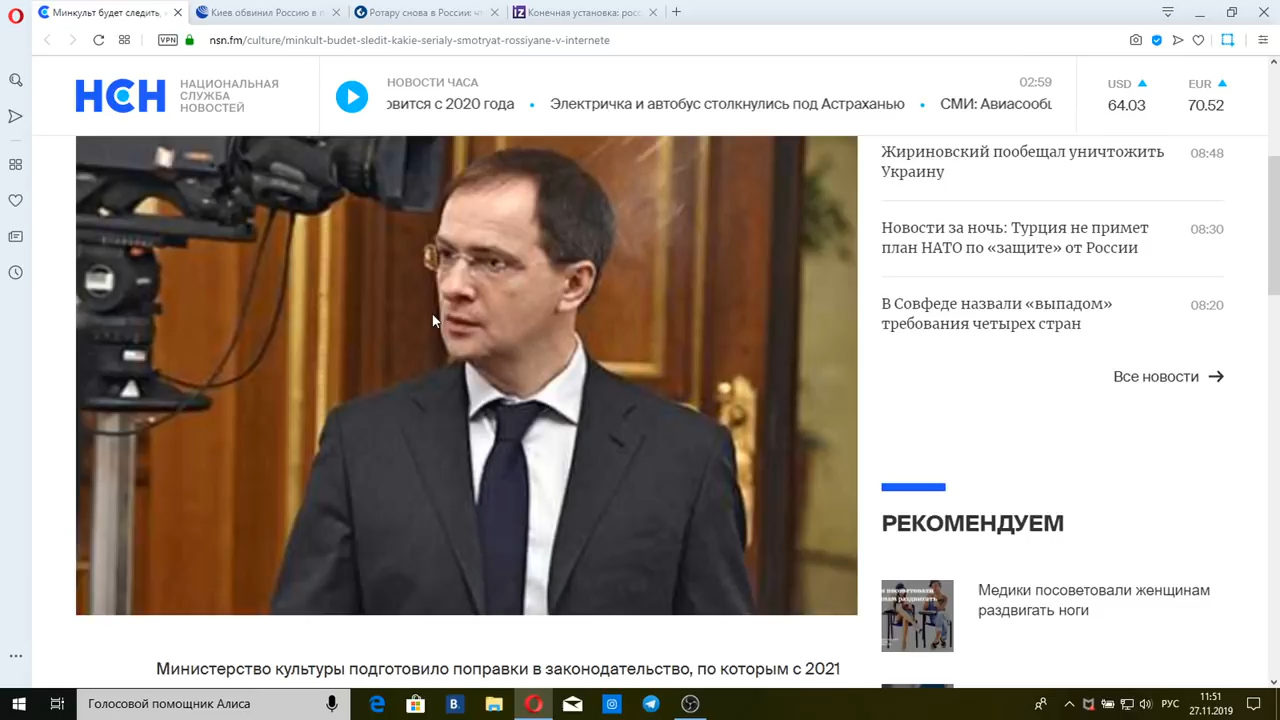 Минкульт будет следить,
Киев обвинил Россию в п
Ротару снова в России: чт
Конечная установка: росс
VPN
nsn.fm/culture/minkult-budet-sledit-kakie-serialy-smotryat-rossiyane-v-internete
НСН
НАЦИОНАЛЬНАЯ
СЛУЖБА
НОВОСТЕЙ
НОВОСТИ ЧАСА
02:59
овится с 2020 года • Электричка и автобус столкнулись под Астраханью • СМИ: Авиасообщ
USD
64.03
EUR
70.52
Жириновский пообещал уничтожить
Украину
08:48
Новости за ночь: Турция не примет
план НАТО по «защите» от России
08:30
В Совфеде назвали «выпадом»
требования четырех стран
08:20
Все новости
РЕКОМЕНДУЕМ
Медики посоветовали женщинам
раздвигать ноги
Министерство культуры подготовило поправки в законодательство, по которым с 2021
Голосовой помощник Алиса
РУС
11:51
27.11.2019